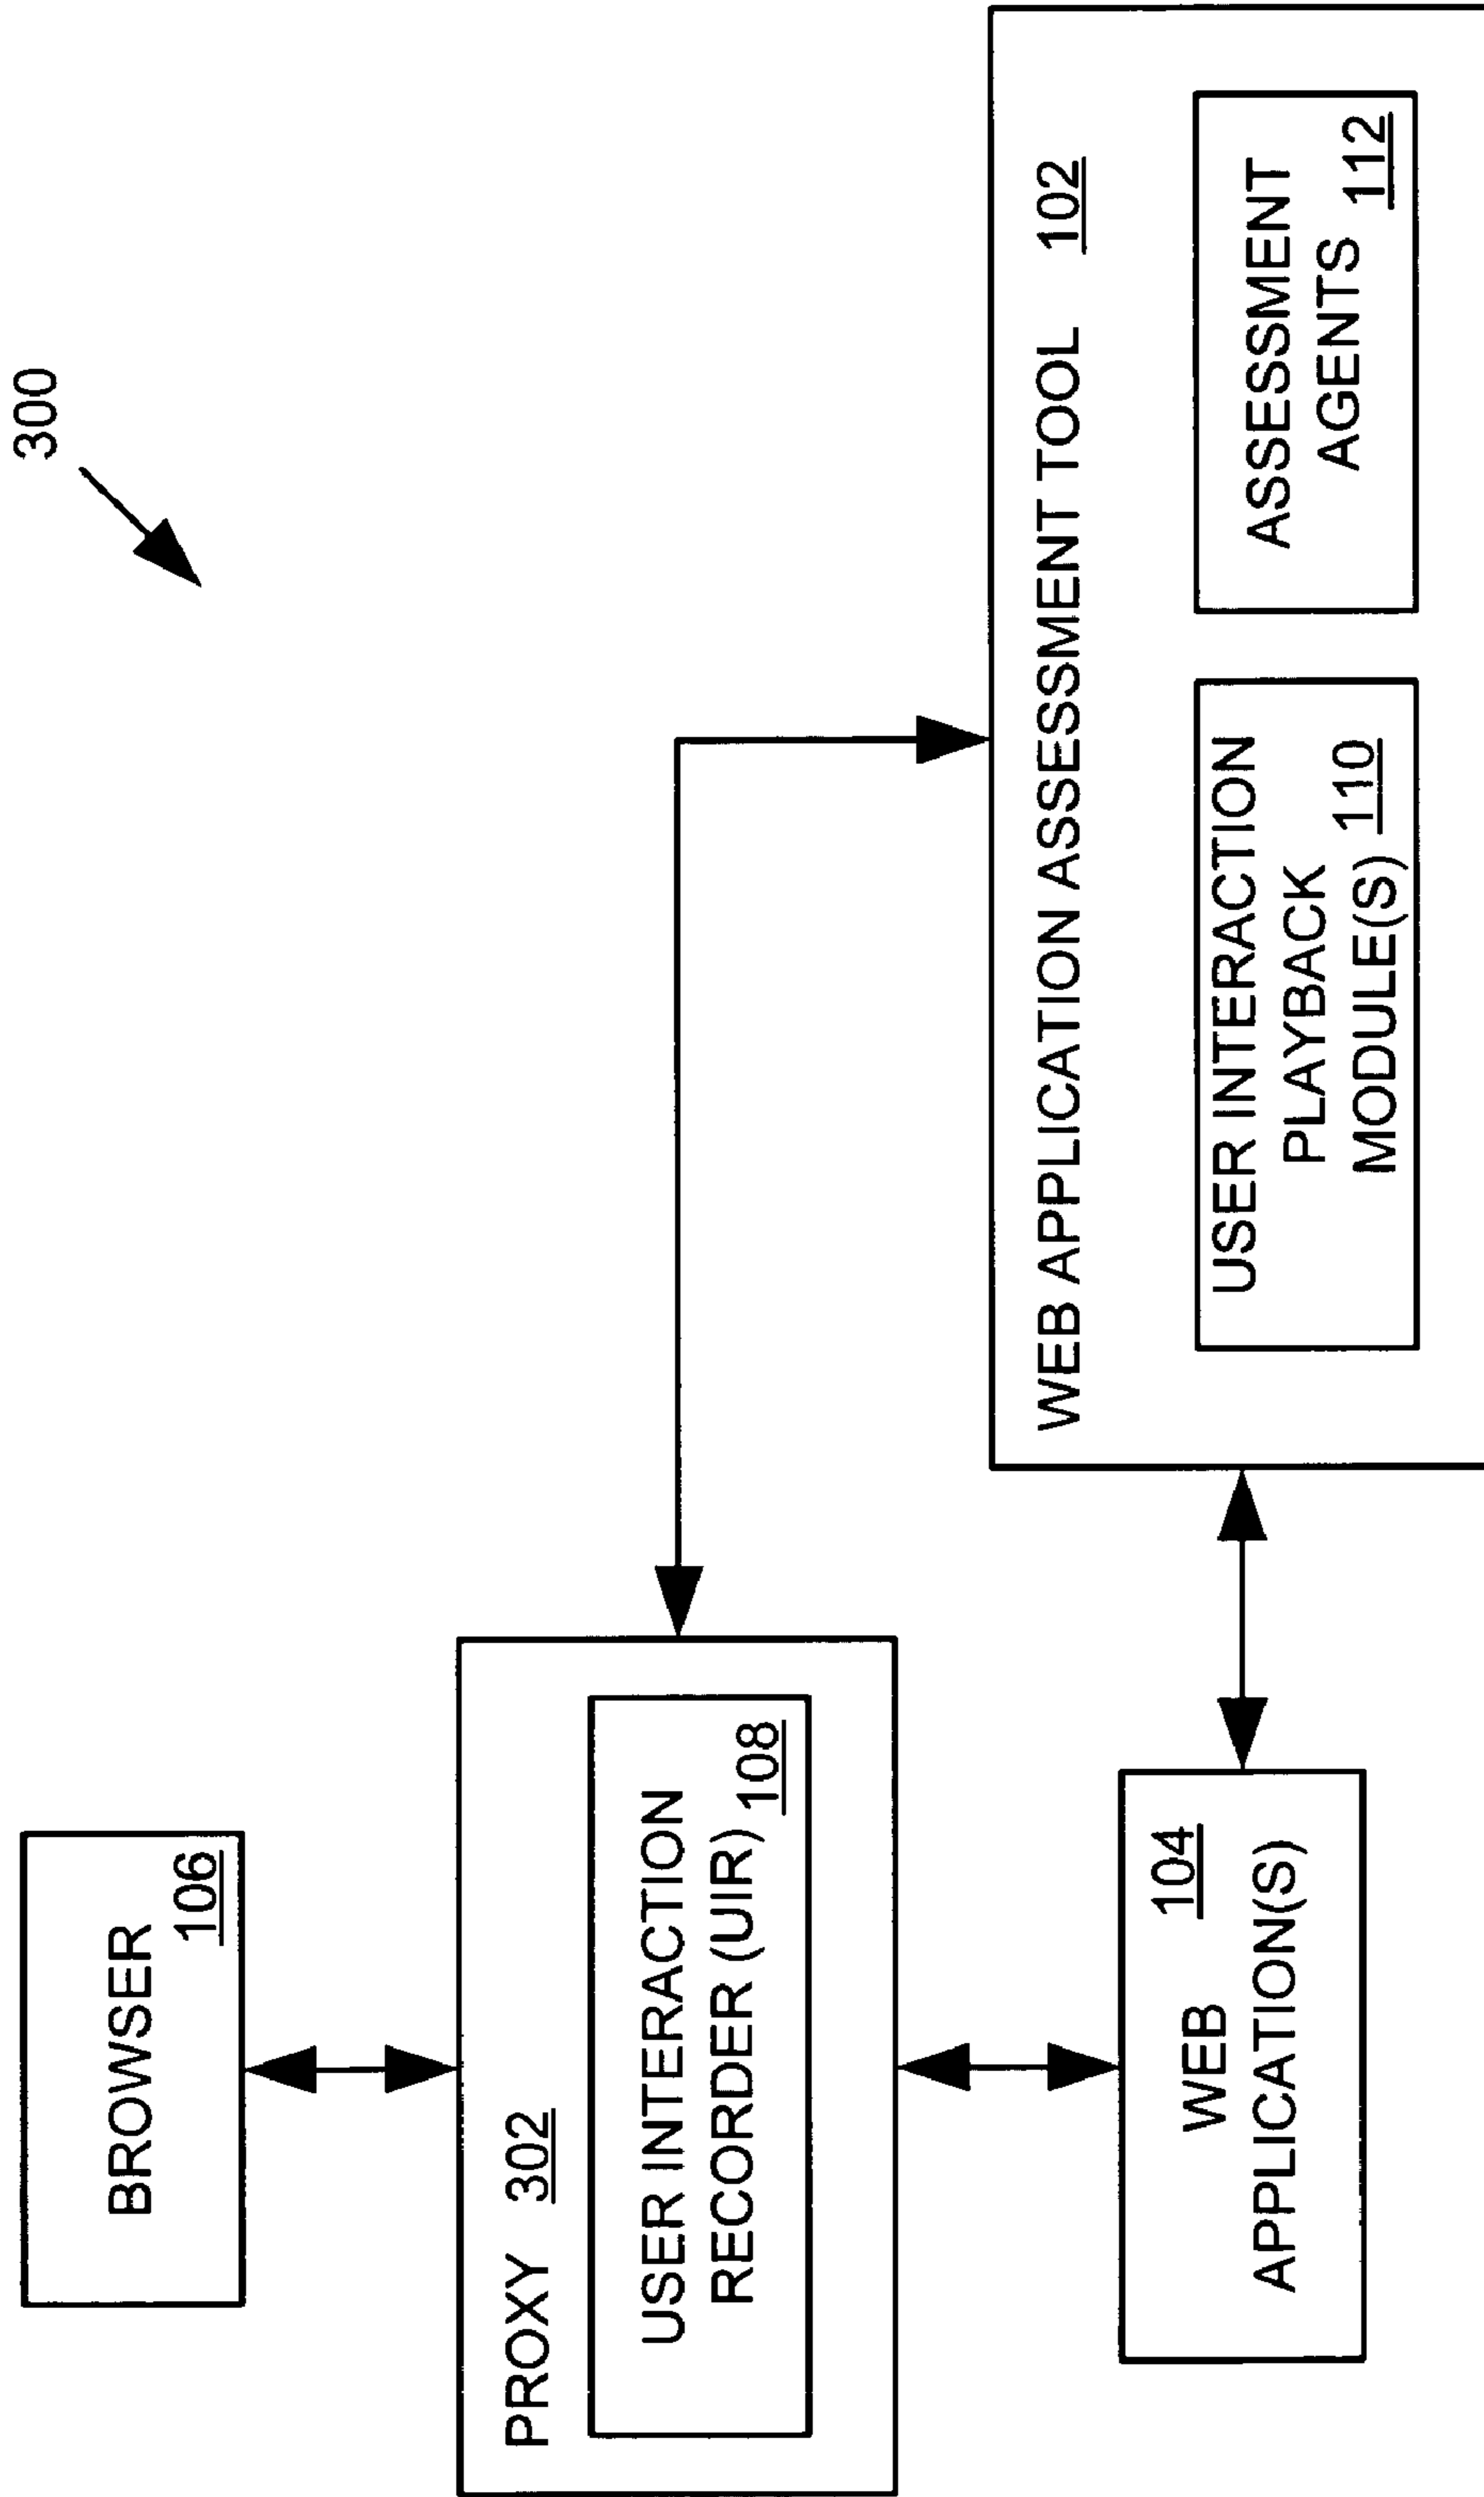 300
BROWSER
106
PROXY 302
USER INTERACTION
RECORDER (UIR) 108
WEB
104
APPLICATION(S)
WEB APPLICATION ASSESSMENT TOOL 102
USER INTERACTION
PLAYBACK
MODULE(S) 110
ASSESSMENT
AGENTS 112